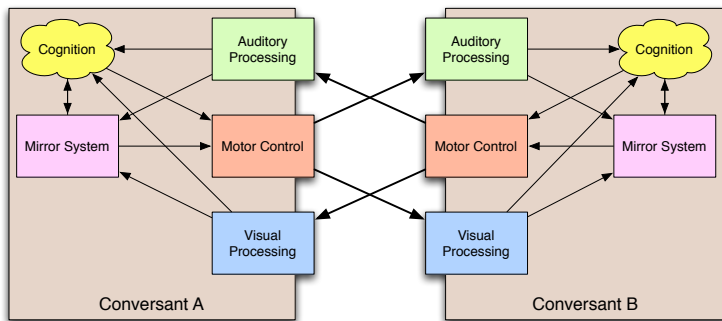 Cognition
Auditory
Processing
Mirror System
Motor Control
Visual
Processing
Conversant A
Auditory
Processing
Cognition
Motor Control
Mirror System
Visual
Processing
Conversant B